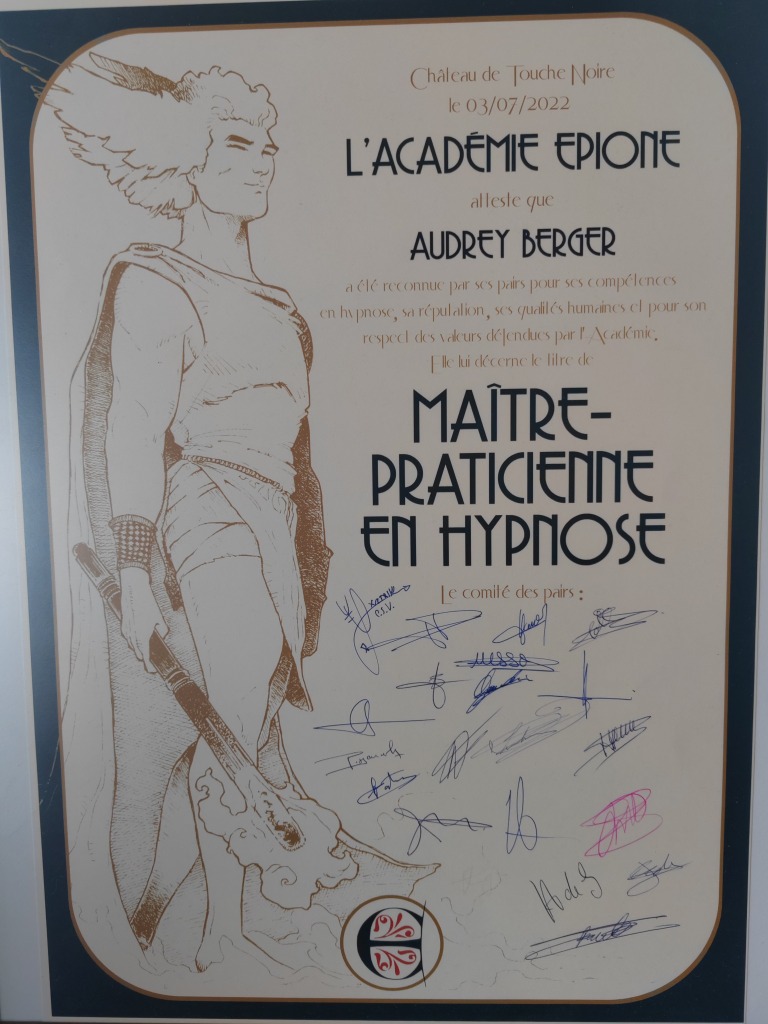 Château de Touche Noire
le 03/07/2022
L'ACADÉMIE EPIONE
atteste que
AUDREY BERGER
a été reconnue par ses pairs pour ses compétences
en hypnose, sa réputation, ses qualités humaines et pour son
respect des valeurs défendues par l'Académie.
Elle lui décerne le titre de
MAÎTRE-
PRATICIENNE
EN HYPNOSE
Le comité des pairs :
MESSO
E